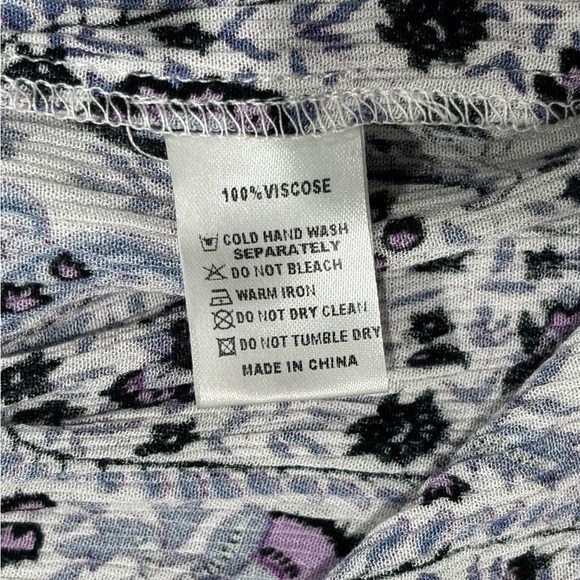 100% VISCOSE
COLD HAND WASH
SEPARATELY
DO NOT BLEACH
WARM IRON
DO NOT DRY CLEAN
DO NOT TUMBLE DRY
MADE IN CHINA